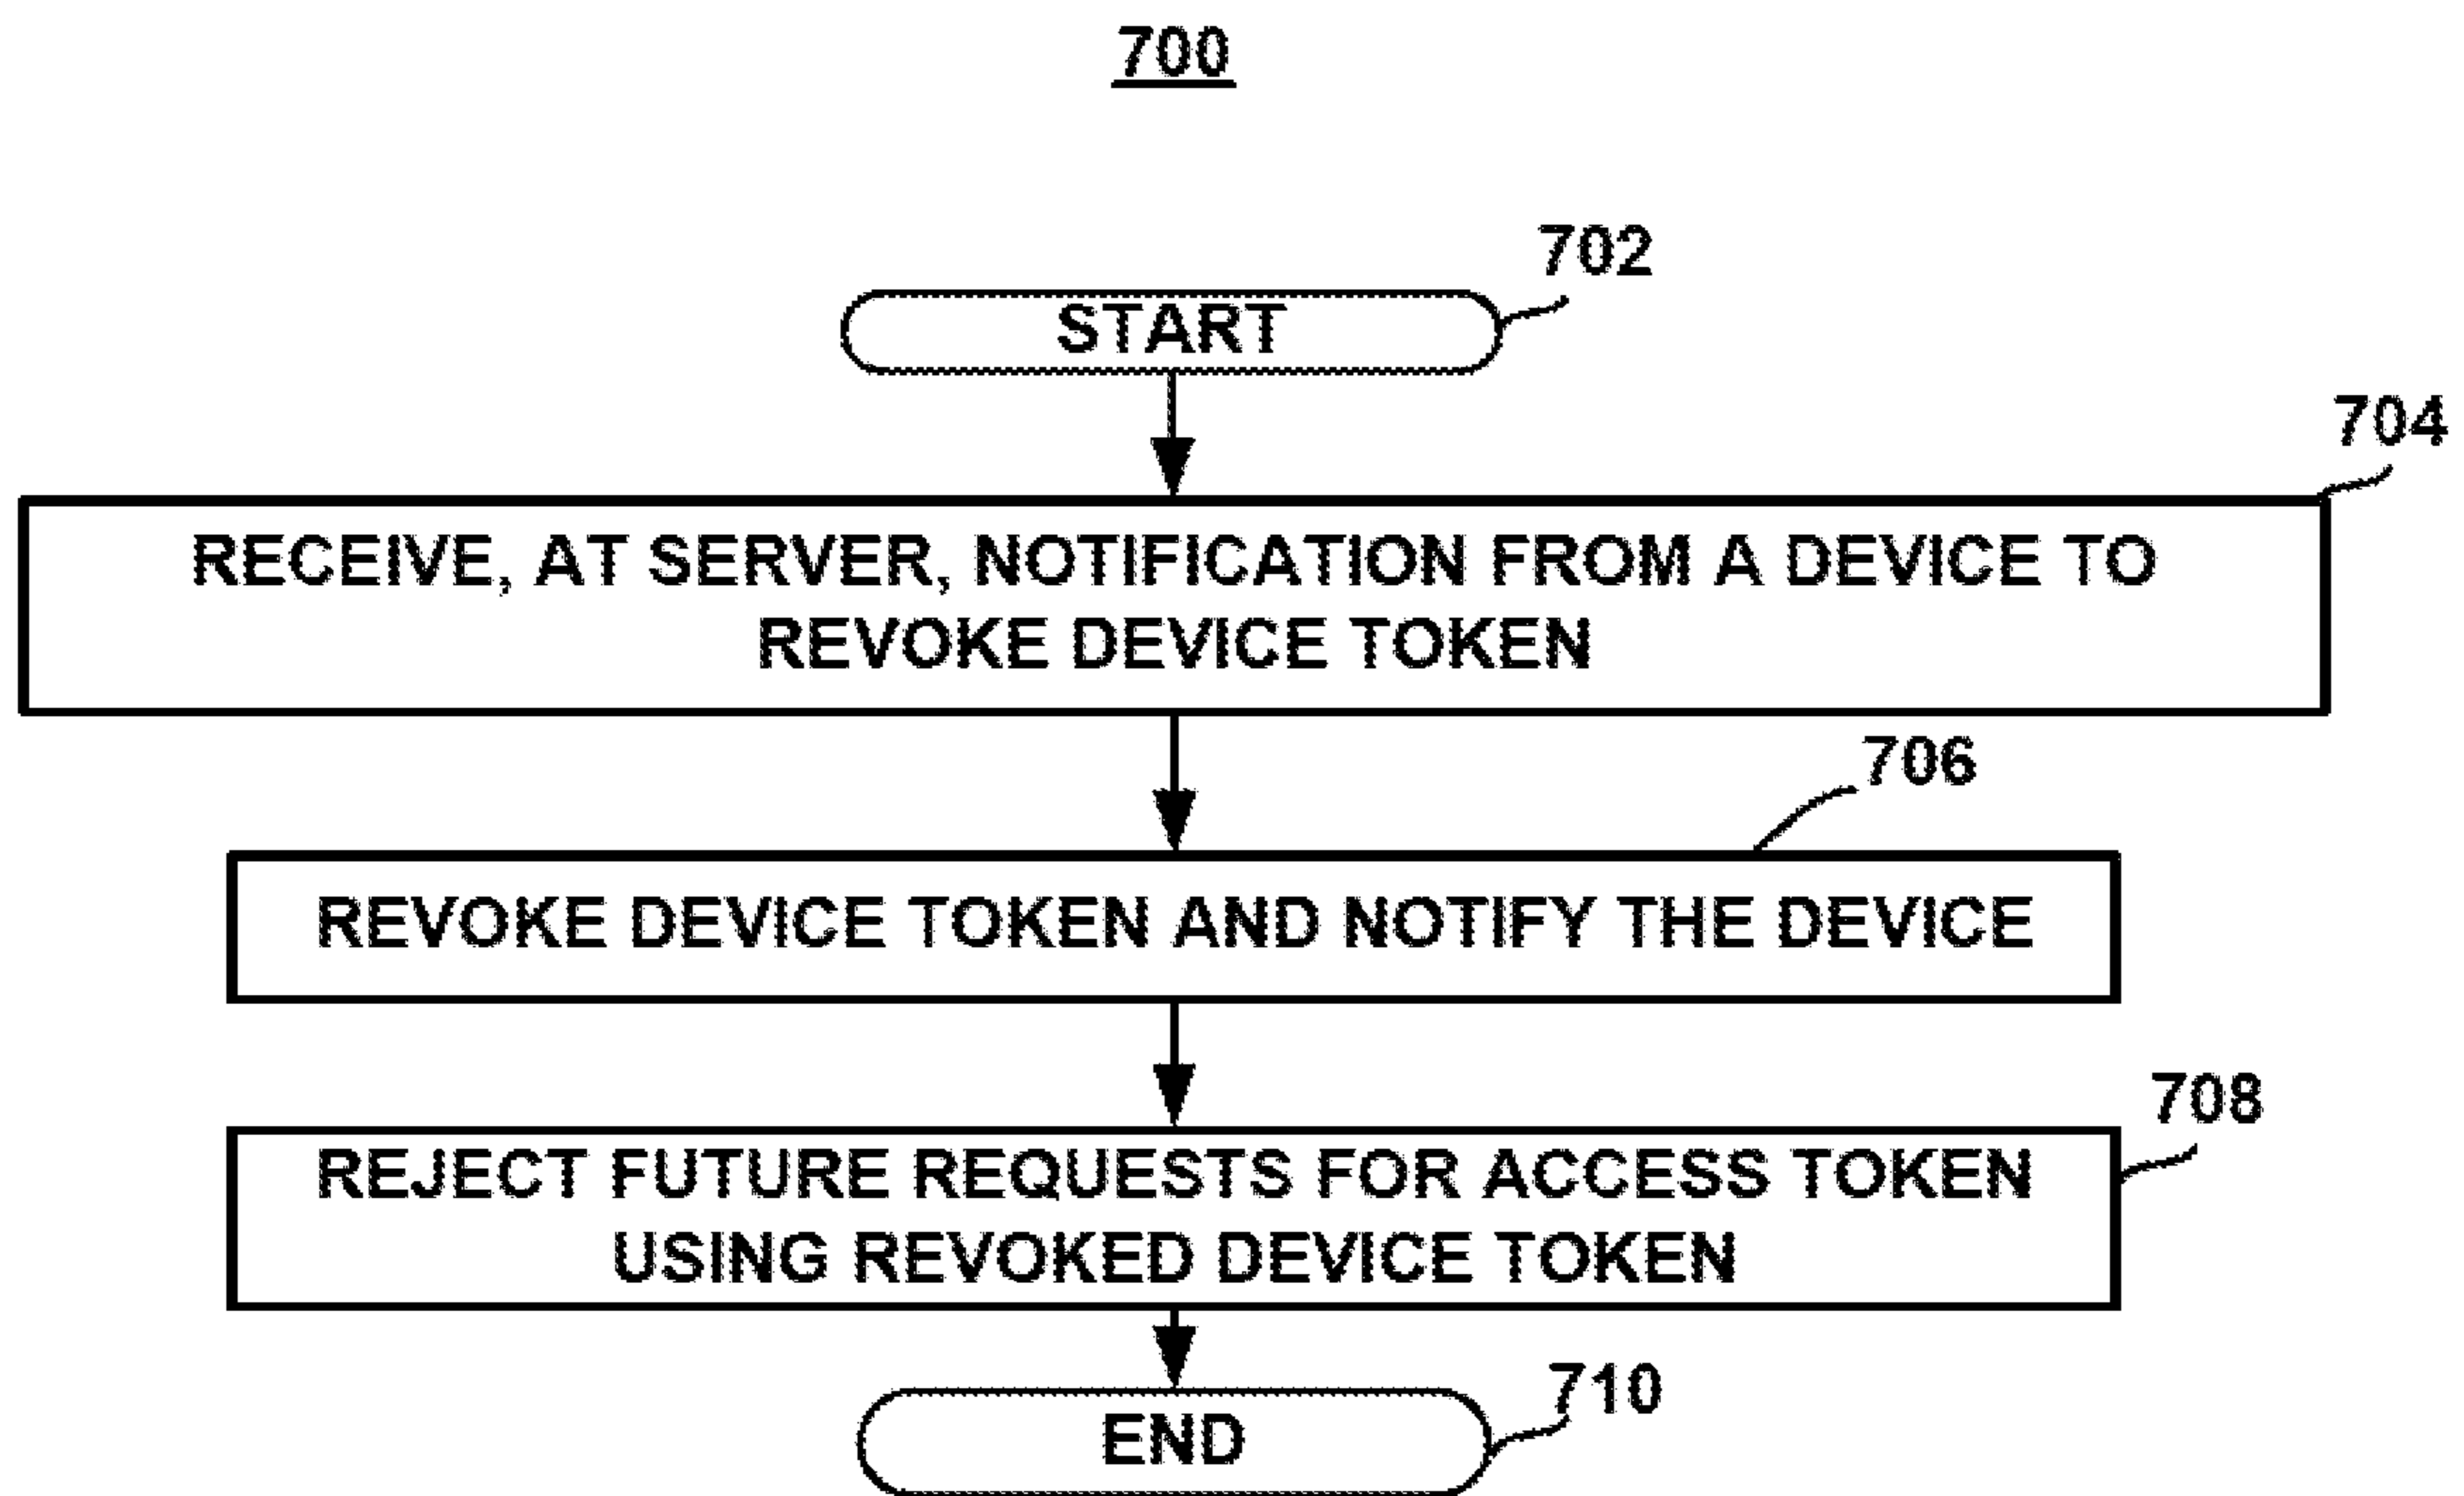 700
702
START
704
RECEIVE, AT SERVER, NOTIFICATION FROM A DEVICE TO
REVOKE DEVICE TOKEN
706
REVOKE DEVICE TOKEN AND NOTIFY THE DEVICE
708
REJECT FUTURE REQUESTS FOR ACCESS TOKEN
USING REVOKED DEVICE TOKEN
710
END